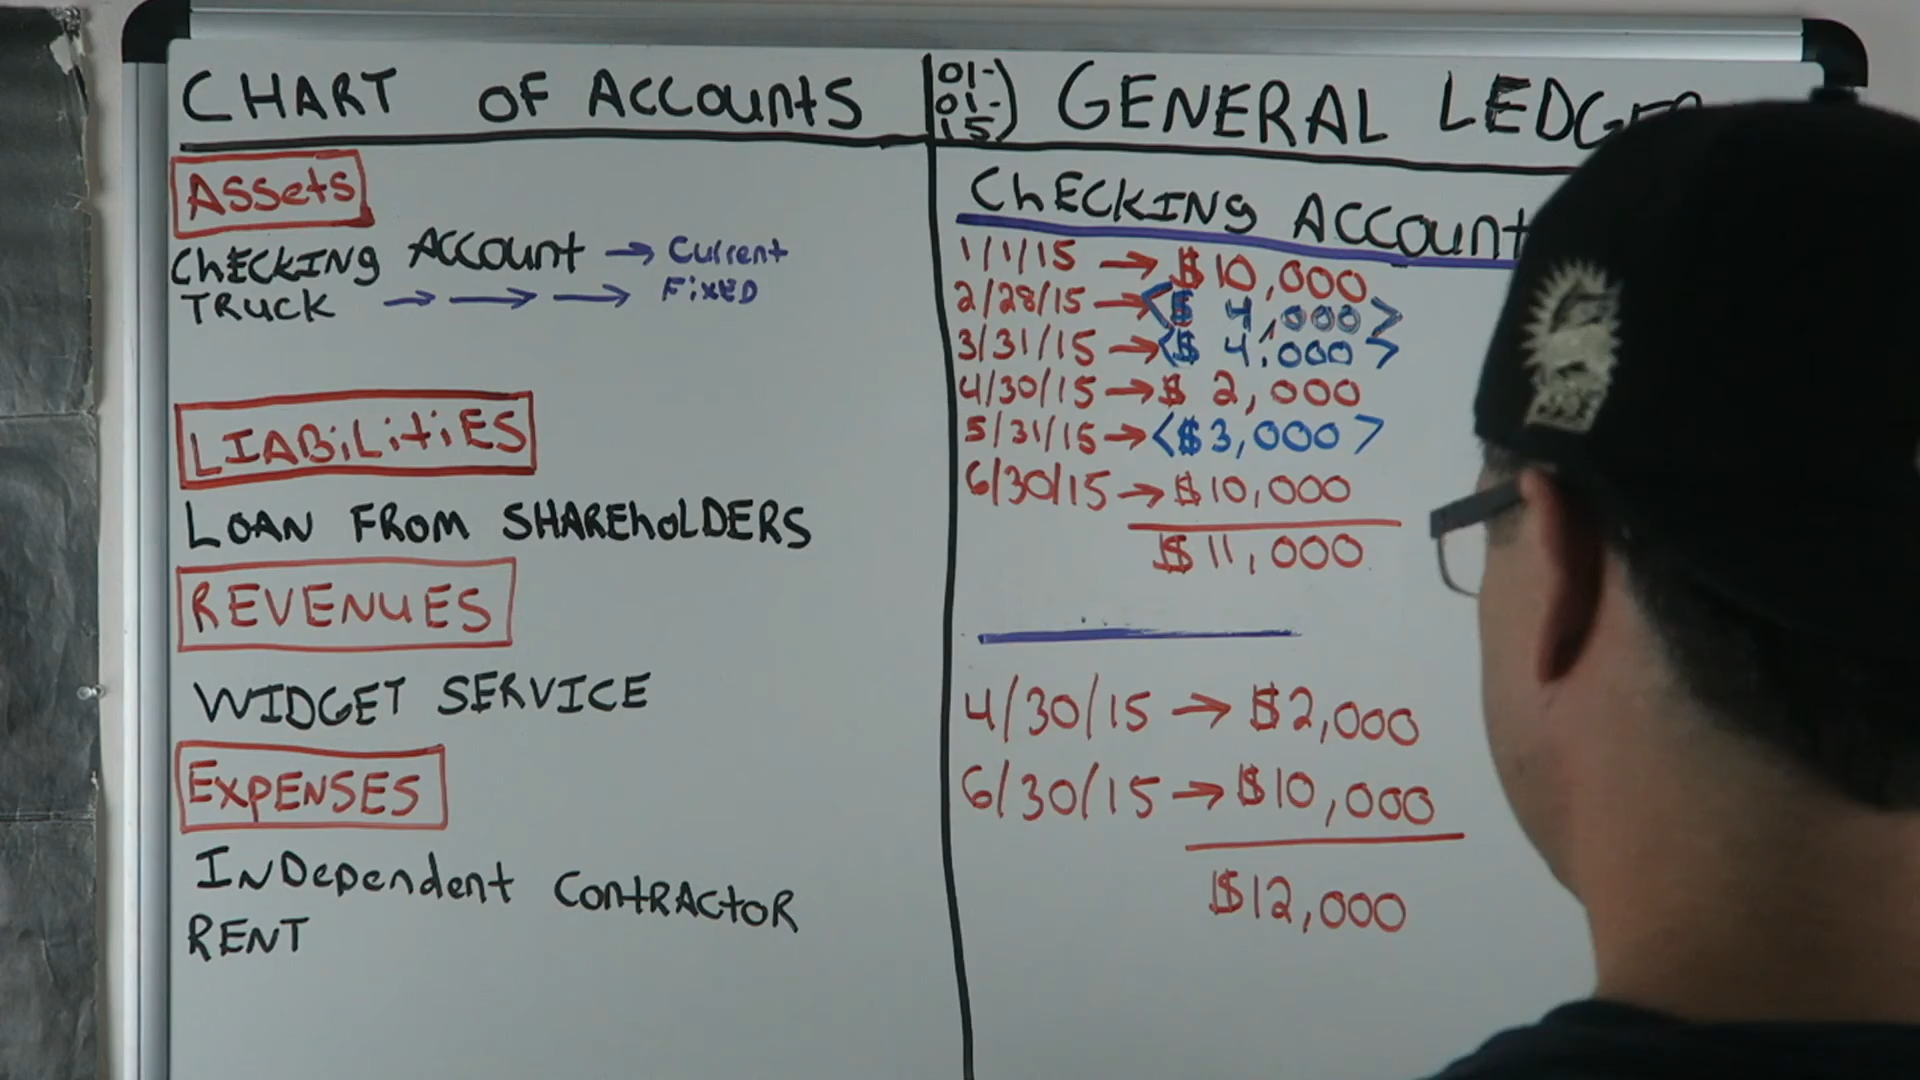 CHART OF ACCOUNTS
ASSETS
CHECKING ACCOUNT → Current
TRUCK → → → FIXED
LIABILITIES
LOAN FROM SHAREHOLDERS
REVENUES
WIDGET SERVICE
EXPENSES
INDEPENDENT CONTRACTOR
RENT
01-
01-
15) GENERAL
CHECKING ACCOUNT
1/1/15 → $10,000
2/28/15 → <$ 4,000>
3/31/15 → <$ 4,000>
4/30/15 → $ 2,000
5/31/15 → <$3,000>
6/30/15 → $10,000
$11,000
4/30/15 → $2,000
6/30/15 → $10,000
$12,000